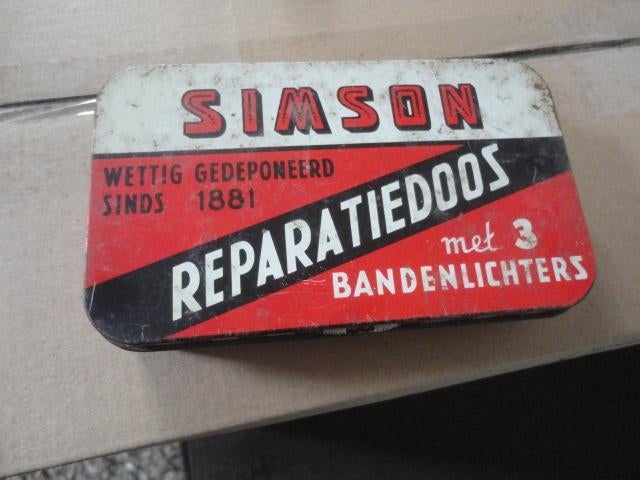 SIMSON
WETTIG GEDEPONEERD
SINDS 1881
REPARATIEDOOS
met 3
BANDENLICHTERS